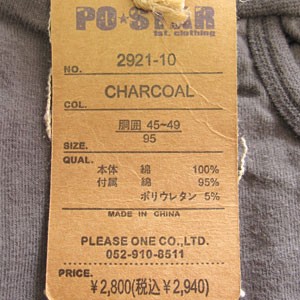 PO★STAR
1st. clothing
NO. 2921-10
COL. CHARCOAL
胴囲 45~49
SIZE. 95
QUAL.
本体 綿 100%
付属 綿 95%
ポリウレタン 5%
MADE IN CHINA
PLEASE ONE CO.,LTD.
052-910-8511
PRICE.
¥2,800(税込¥2,940)